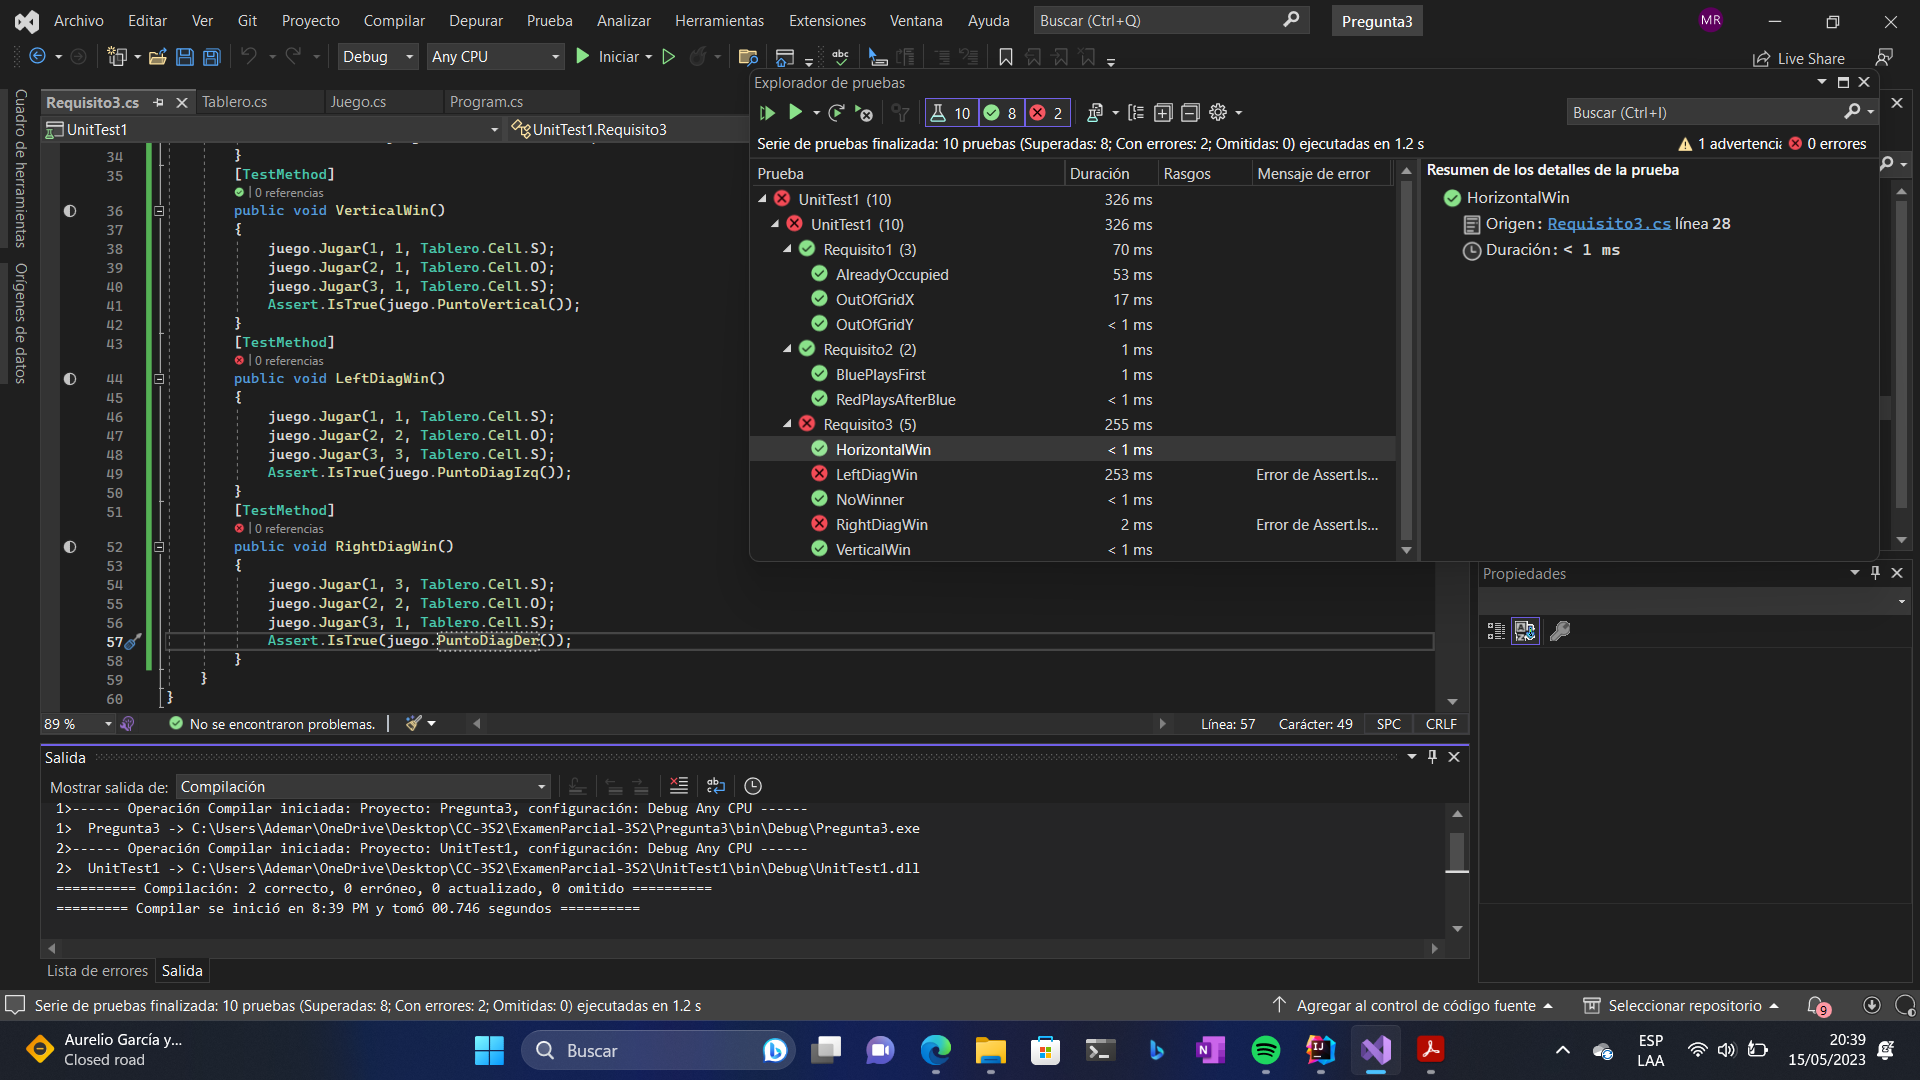 Archivo Editar Ver Git Proyecto Compilar Depurar Prueba Analizar Herramientas Extensiones Ventana Ayuda Buscar (Ctrl+Q) Pregunta3 MR
Debug Any CPU Iniciar Live Share
Cuadro de herramientas
Orígenes de datos
Requisito3.cs Tablero.cs Juego.cs Program.cs
UnitTest1 UnitTest1.Requisito3
34 }
35 [TestMethod]
| 0 referencias
36 public void VerticalWin()
37 {
38 juego.Jugar(1, 1, Tablero.Cell.S);
39 juego.Jugar(2, 1, Tablero.Cell.O);
40 juego.Jugar(3, 1, Tablero.Cell.S);
41 Assert.IsTrue(juego.PuntoVertical());
42 }
43 [TestMethod]
| 0 referencias
44 public void LeftDiagWin()
45 {
46 juego.Jugar(1, 1, Tablero.Cell.S);
47 juego.Jugar(2, 2, Tablero.Cell.O);
48 juego.Jugar(3, 3, Tablero.Cell.S);
49 Assert.IsTrue(juego.PuntoDiagIzq());
50 }
51 [TestMethod]
| 0 referencias
52 public void RightDiagWin()
53 {
54 juego.Jugar(1, 3, Tablero.Cell.S);
55 juego.Jugar(2, 2, Tablero.Cell.O);
56 juego.Jugar(3, 1, Tablero.Cell.S);
57 Assert.IsTrue(juego.PuntoDiagDer());
58 }
59 }
60 }
89 % No se encontraron problemas. Línea: 57 Carácter: 49 SPC CRLF
Explorador de pruebas
10 8 2 Buscar (Ctrl+I)
Serie de pruebas finalizada: 10 pruebas (Superadas: 8; Con errores: 2; Omitidas: 0) ejecutadas en 1.2 s 1 advertencia 0 errores
Prueba Duración Rasgos Mensaje de error
UnitTest1 (10) 326 ms
UnitTest1 (10) 326 ms
Requisito1 (3) 70 ms
AlreadyOccupied 53 ms
OutOfGridX 17 ms
OutOfGridY < 1 ms
Requisito2 (2) 1 ms
BluePlaysFirst 1 ms
RedPlaysAfterBlue < 1 ms
Requisito3 (5) 255 ms
HorizontalWin < 1 ms
LeftDiagWin 253 ms Error de Assert.Is...
NoWinner < 1 ms
RightDiagWin 2 ms Error de Assert.Is...
VerticalWin < 1 ms
Resumen de los detalles de la prueba
HorizontalWin
Origen: Requisito3.cs línea 28
Duración: < 1 ms
Propiedades
Salida
Mostrar salida de: Compilación
1>------ Operación Compilar iniciada: Proyecto: Pregunta3, configuración: Debug Any CPU ------
1>  Pregunta3 -> C:\Users\Ademar\OneDrive\Desktop\CC-3S2\ExamenParcial-3S2\Pregunta3\bin\Debug\Pregunta3.exe
2>------ Operación Compilar iniciada: Proyecto: UnitTest1, configuración: Debug Any CPU ------
2>  UnitTest1 -> C:\Users\Ademar\OneDrive\Desktop\CC-3S2\ExamenParcial-3S2\UnitTest1\bin\Debug\UnitTest1.dll
========== Compilación: 2 correcto, 0 erróneo, 0 actualizado, 0 omitido ==========
========= Compilar se inició en 8:39 PM y tomó 00.746 segundos ==========
Lista de errores Salida
Serie de pruebas finalizada: 10 pruebas (Superadas: 8; Con errores: 2; Omitidas: 0) ejecutadas en 1.2 s Agregar al control de código fuente Seleccionar repositorio 9
Aurelio García y...
Closed road
Buscar
ESP
LAA
20:39
15/05/2023